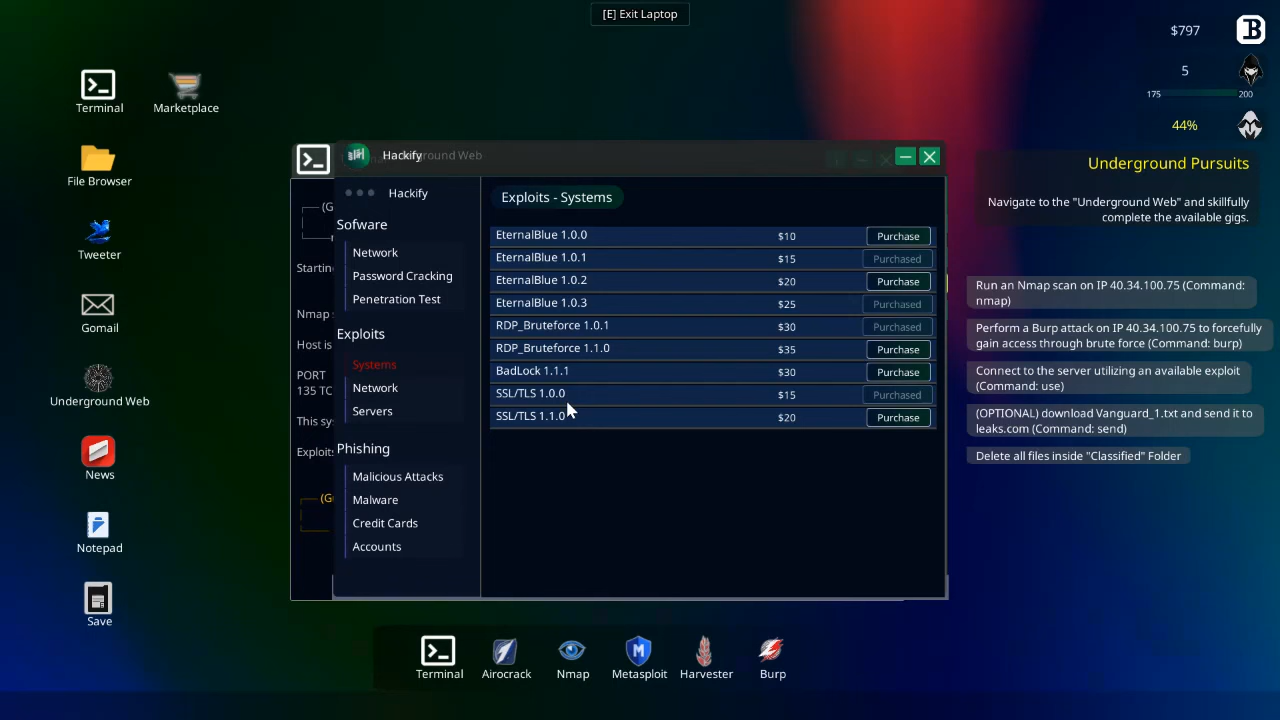 [E] Exit Laptop
$797
B
5
175
200
44%
Underground Pursuits
Navigate to the "Underground Web" and skillfully
complete the available gigs.
Run an Nmap scan on IP 40.34.100.75 (Command:
nmap)
Perform a Burp attack on IP 40.34.100.75 to forcefully
gain access through brute force (Command: burp)
Connect to the server utilizing an available exploit
(Command: use)
(OPTIONAL) download Vanguard_1.txt and send it to
leaks.com (Command: send)
Delete all files inside "Classified" Folder
Terminal
Marketplace
File Browser
Tweeter
Gomail
Underground Web
News
Notepad
Save
Hackify
Hackify
Sofware
Network
Password Cracking
Penetration Test
Exploits
Systems
Network
Servers
Phishing
Malicious Attacks
Malware
Credit Cards
Accounts
Exploits - Systems
EternalBlue 1.0.0 $10 Purchase
EternalBlue 1.0.1 $15 Purchased
EternalBlue 1.0.2 $20 Purchase
EternalBlue 1.0.3 $25 Purchased
RDP_Bruteforce 1.0.1 $30 Purchased
RDP_Bruteforce 1.1.0 $35 Purchase
BadLock 1.1.1 $30 Purchase
SSL/TLS 1.0.0 $15 Purchased
SSL/TLS 1.1.0 $20 Purchase
(G
Startin
Nmap s
Host is
PORT
135 TC
This sy
Exploit
(G
Terminal
Airocrack
Nmap
M
Metasploit
Harvester
Burp